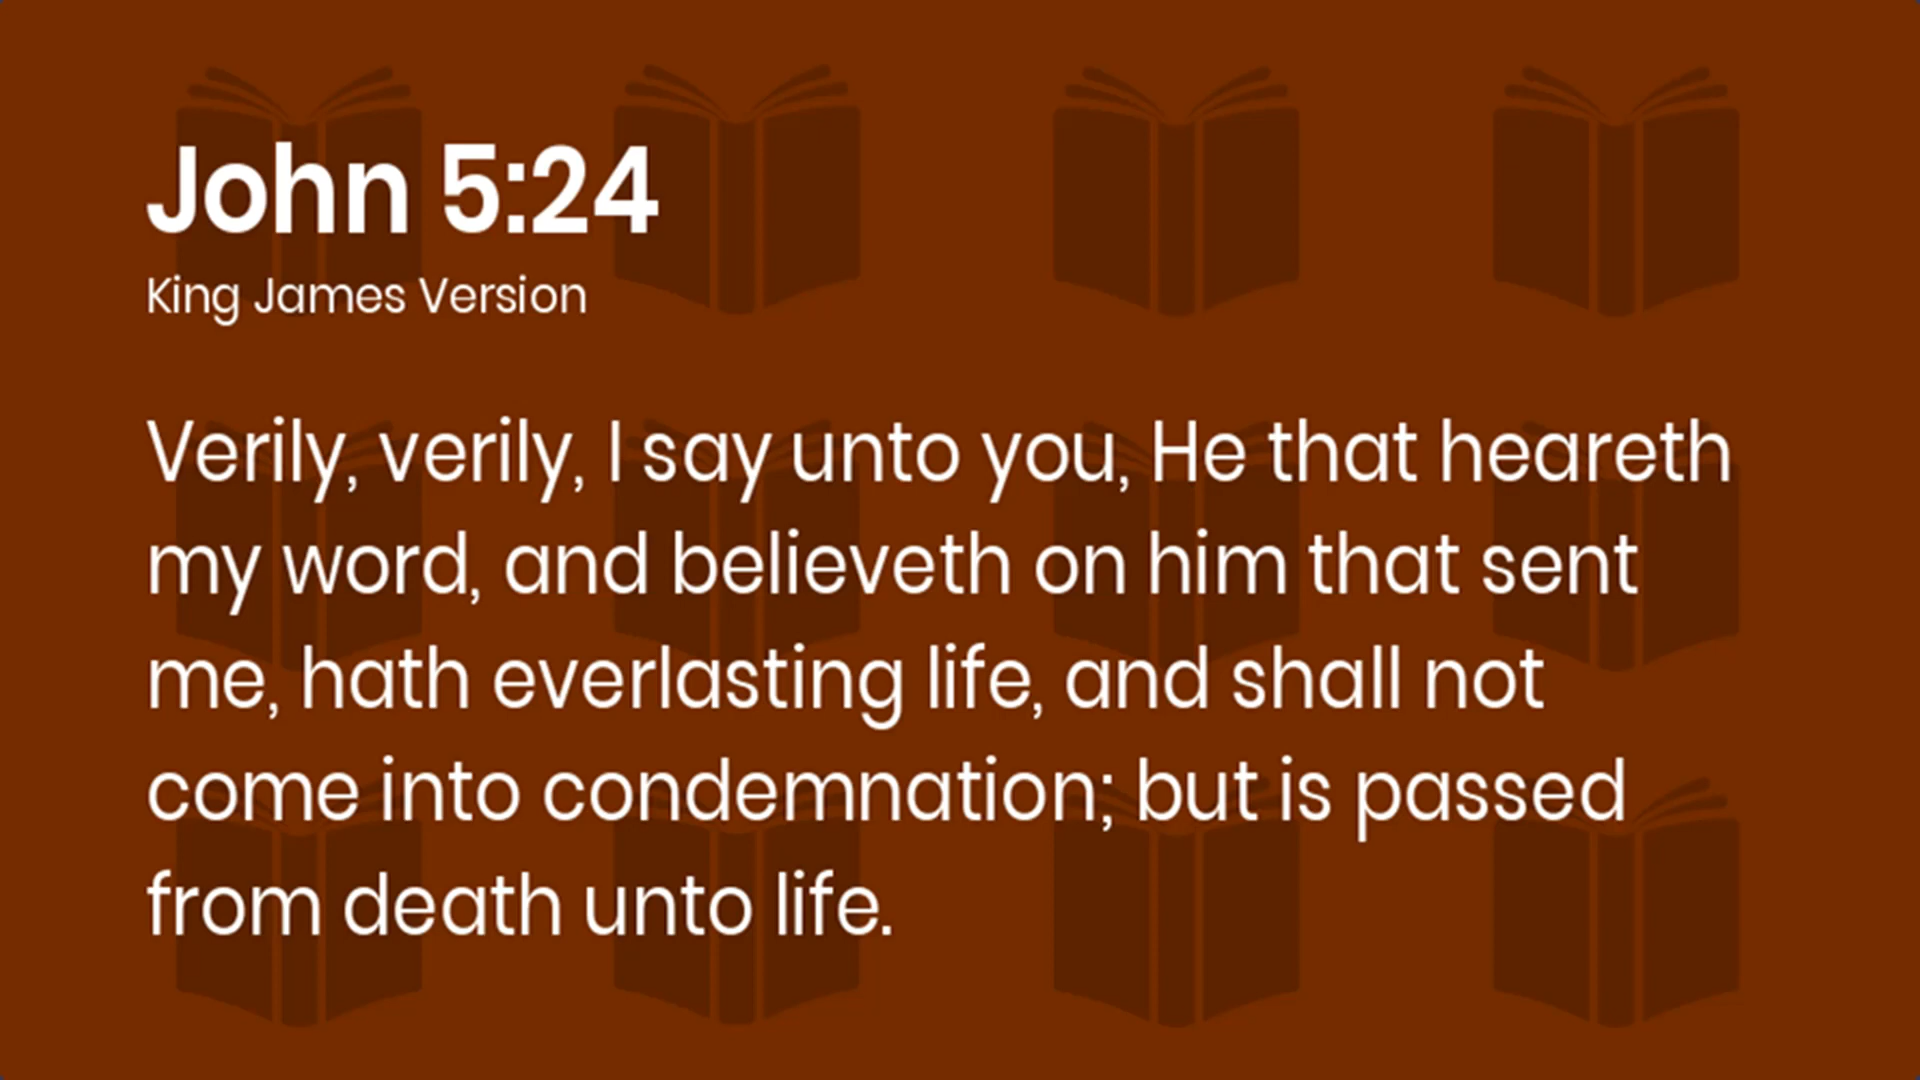 John 5:24
King James Version
Verily, verily, I say unto you, He that heareth
my word, and believeth on him that sent
me, hath everlasting life, and shall not
come into condemnation; but is passed
from death unto life.